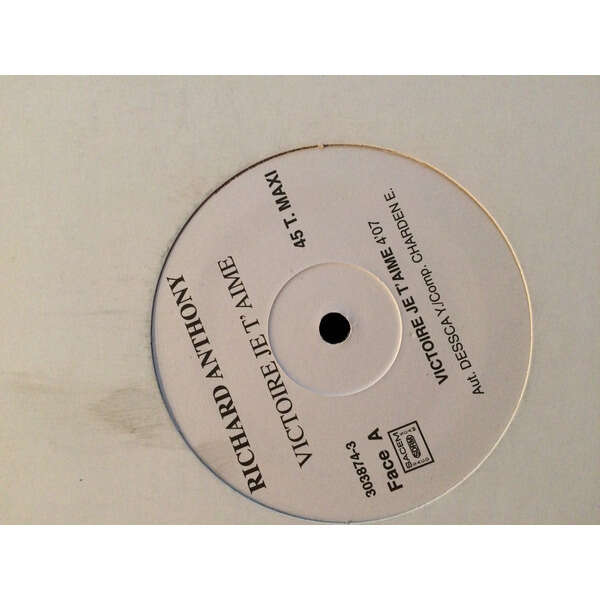 RICHARD ANTHONY
VICTOIRE JE T'AIME
45 T. MAXI
303874-3
Face A
SACEM
VICTOIRE JE T'AIME 4'07
Aut. DESSCA Y./Comp. CHARDEN E.